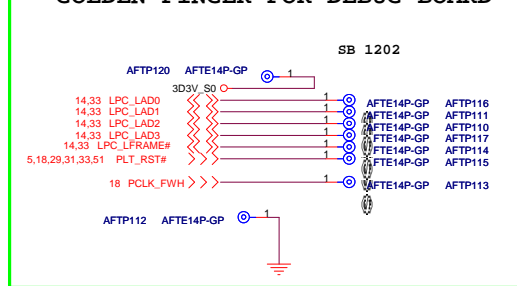 GOLDEN FINGER FOR DEBUG BOARD
SB 1202
AFTP120 AFTE14P-GP 1
3D3V_S0
14,33 LPC_LAD0 1 AFTE14P-GP AFTP116
14,33 LPC_LAD1 1 AFTE14P-GP AFTP111
14,33 LPC_LAD2 1 AFTE14P-GP AFTP110
14,33 LPC_LAD3 1 AFTE14P-GP AFTP117
14,33 LPC_LFRAME# 1 AFTE14P-GP AFTP114
5,18,29,31,33,51 PLT_RST# 1 AFTE14P-GP AFTP115
18 PCLK_FWH 1 AFTE14P-GP AFTP113
AFTP112 AFTE14P-GP 1